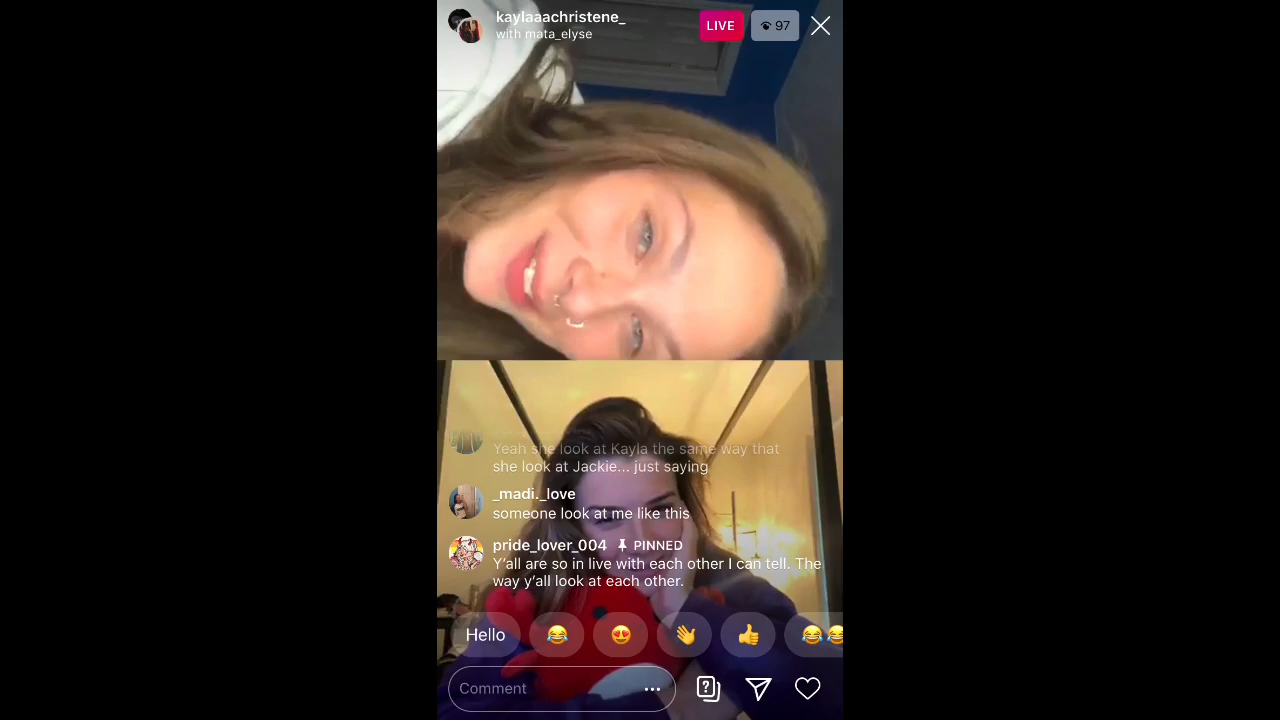 kaylaaachristene_
with mata_elyse
LIVE
97
Yeah she look at Kayla the same way that
she look at Jackie... just saying
_madi._love
someone look at me like this
pride_lover_004 PINNED
Y'all are so in live with each other I can tell. The
way y'all look at each other.
Hello
Comment